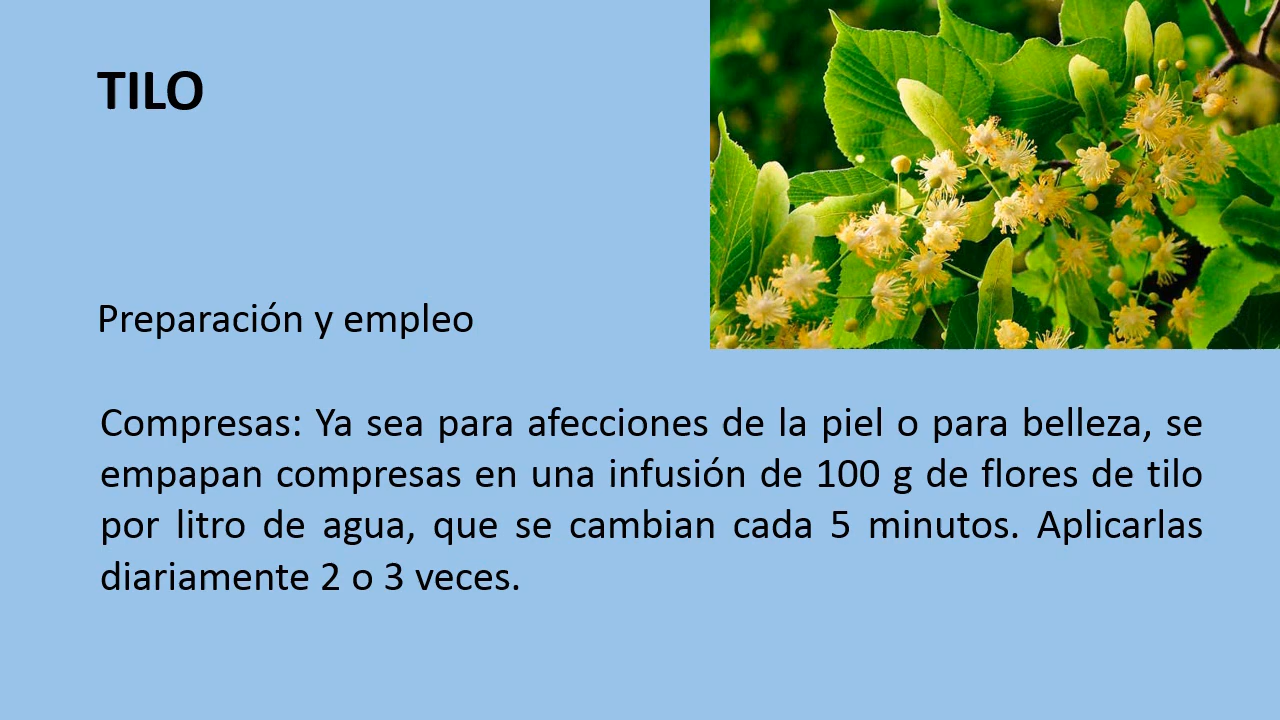 TILO
Preparación y empleo
Compresas: Ya sea para afecciones de la piel o para belleza, se
empapan compresas en una infusión de 100 g de flores de tilo
por litro de agua, que se cambian cada 5 minutos. Aplicarlas
diariamente 2 o 3 veces.